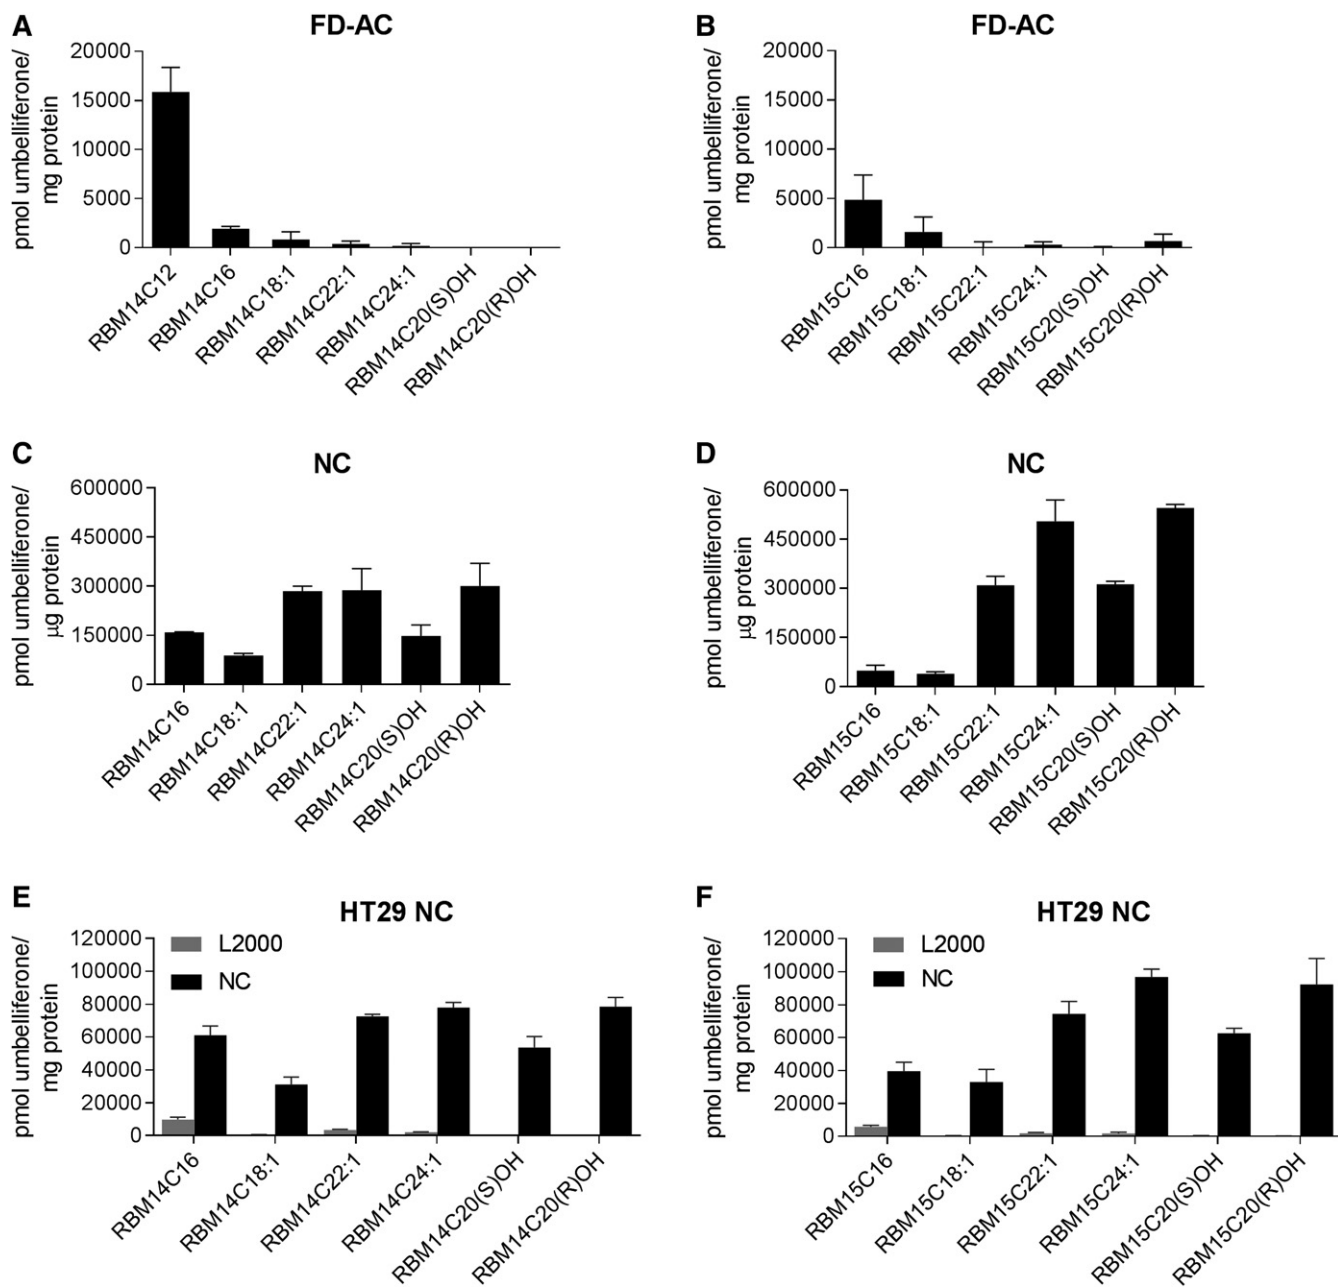 A
FD-AC
pmol umbelliferone/
mg protein
20000
15000
10000
5000
0
RBM14C12
RBM14C16
RBM14C18:1
RBM14C22:1
RBM14C24:1
RBM14C20(S)OH
RBM14C20(R)OH
B
FD-AC
pmol umbelliferone/
mg protein
20000
15000
10000
5000
0
RBM15C16
RBM15C18:1
RBM15C22:1
RBM15C24:1
RBM15C20(S)OH
RBM15C20(R)OH
C
NC
pmol umbelliferone/
μg protein
600000
450000
300000
150000
0
RBM14C16
RBM14C18:1
RBM14C22:1
RBM14C24:1
RBM14C20(S)OH
RBM14C20(R)OH
D
NC
pmol umbelliferone/
μg protein
600000
450000
300000
150000
0
RBM15C16
RBM15C18:1
RBM15C22:1
RBM15C24:1
RBM15C20(S)OH
RBM15C20(R)OH
E
HT29 NC
pmol umbelliferone/
mg protein
120000
100000
80000
60000
40000
20000
0
L2000
NC
RBM14C16
RBM14C18:1
RBM14C22:1
RBM14C24:1
RBM14C20(S)OH
RBM14C20(R)OH
F
HT29 NC
pmol umbelliferone/
mg protein
120000
100000
80000
60000
40000
20000
0
L2000
NC
RBM15C16
RBM15C18:1
RBM15C22:1
RBM15C24:1
RBM15C20(S)OH
RBM15C20(R)OH